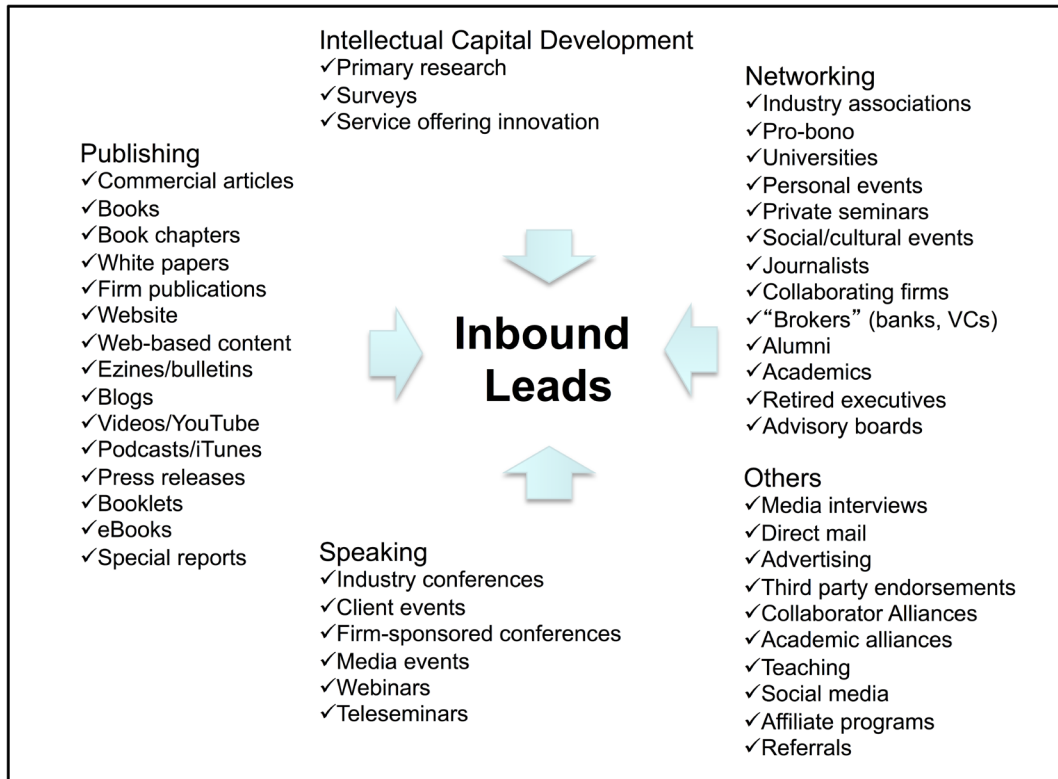 Intellectual Capital Development
✓Primary research
✓Surveys
✓Service offering innovation
Publishing
✓Commercial articles
✓Books
✓Book chapters
✓White papers
✓Firm publications
✓Website
✓Web-based content
✓Ezines/bulletins
✓Blogs
✓Videos/YouTube
✓Podcasts/iTunes
✓Press releases
✓Booklets
✓eBooks
✓Special reports
Inbound
Leads
Networking
✓Industry associations
✓Pro-bono
✓Universities
✓Personal events
✓Private seminars
✓Social/cultural events
✓Journalists
✓Collaborating firms
✓“Brokers” (banks, VCs)
✓Alumni
✓Academics
✓Retired executives
✓Advisory boards
Speaking
✓Industry conferences
✓Client events
✓Firm-sponsored conferences
✓Media events
✓Webinars
✓Teleseminars
Others
✓Media interviews
✓Direct mail
✓Advertising
✓Third party endorsements
✓Collaborator Alliances
✓Academic alliances
✓Teaching
✓Social media
✓Affiliate programs
✓Referrals